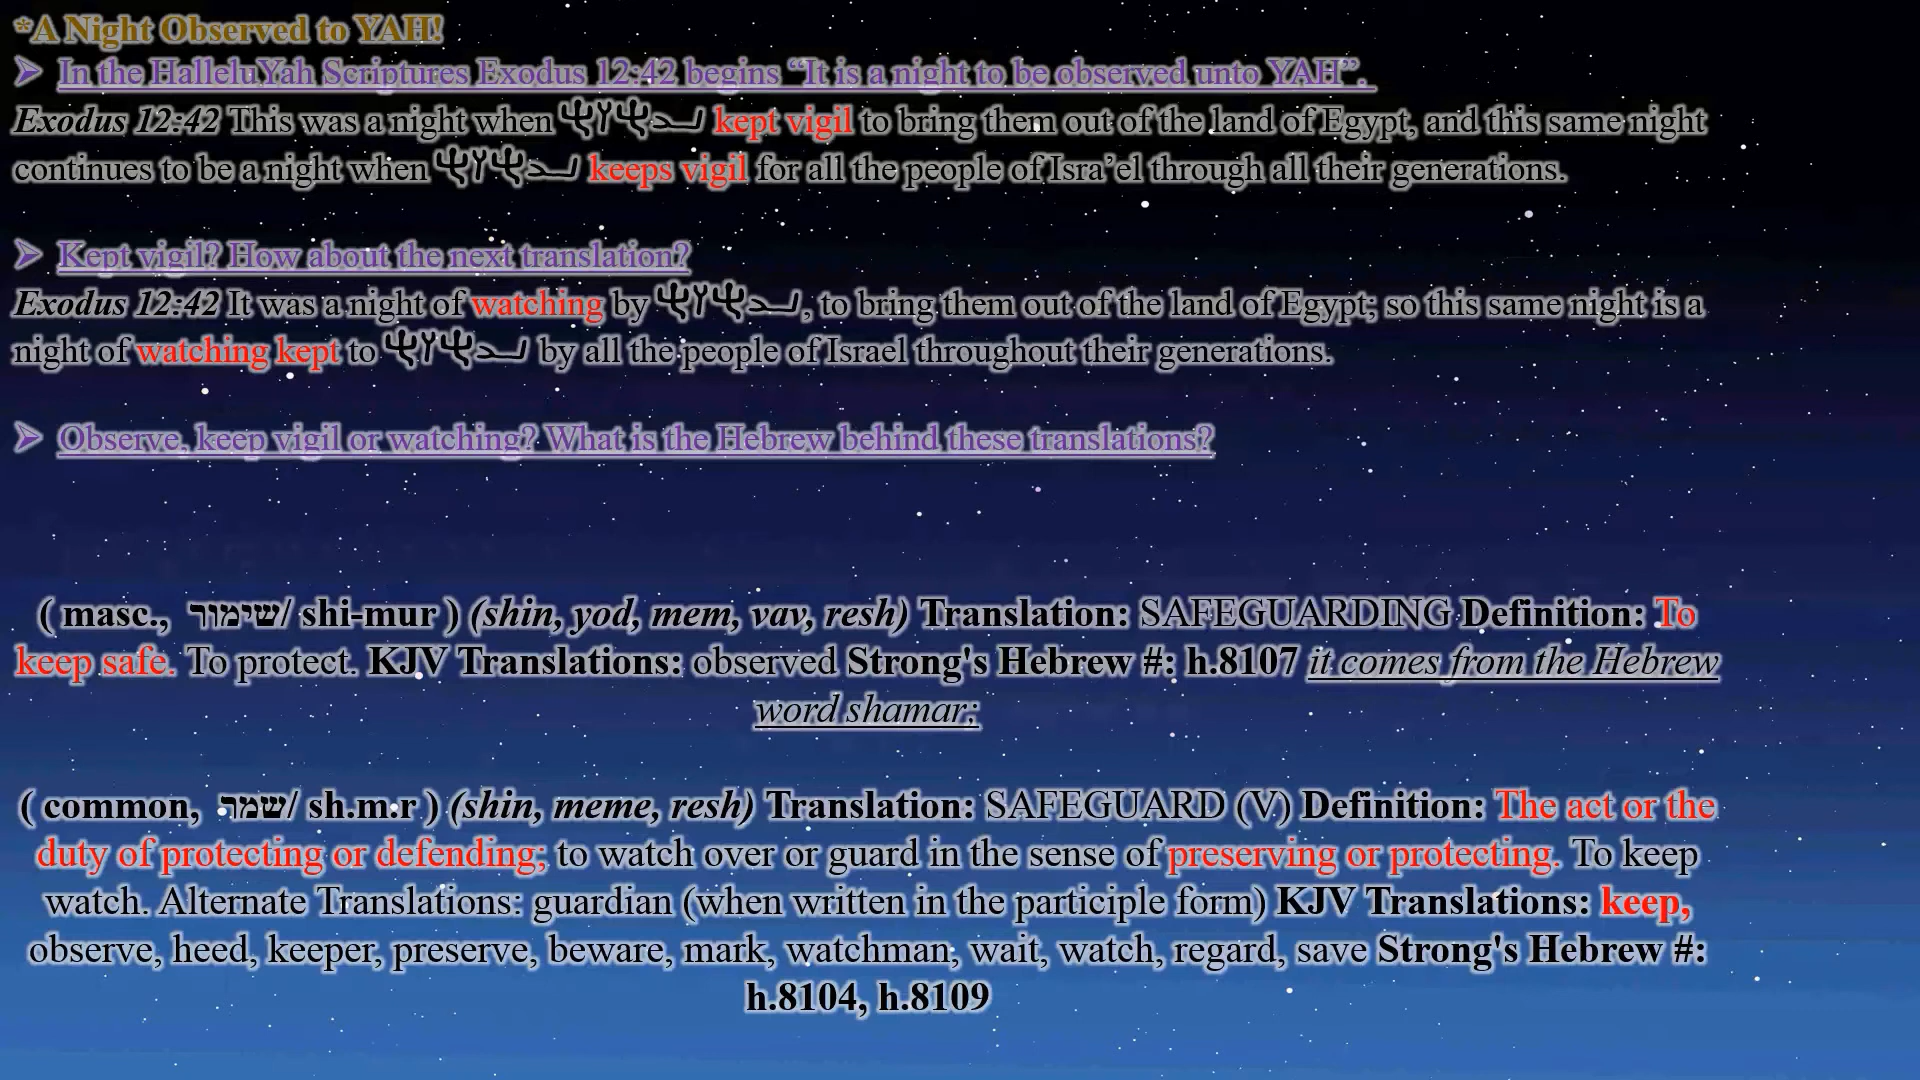 *A Night Observed to YAH!
➢ In the HalleluYah Scriptures Exodus 12:42 begins “It is a night to be observed unto YAH”.
Exodus 12:42 This was a night when 𐤉𐤄𐤅𐤄 kept vigil to bring them out of the land of Egypt, and this same night
continues to be a night when 𐤉𐤄𐤅𐤄 keeps vigil for all the people of Isra’el through all their generations.
➢ Kept vigil? How about the next translation?
Exodus 12:42 It was a night of watching by 𐤉𐤄𐤅𐤄, to bring them out of the land of Egypt; so this same night is a
night of watching kept to 𐤉𐤄𐤅𐤄 by all the people of Israel throughout their generations.
➢ Observe, keep vigil or watching? What is the Hebrew behind these translations?
( masc., שימור/ shi-mur ) (shin, yod, mem, vav, resh) Translation: SAFEGUARDING Definition: To
keep safe. To protect. KJV Translations: observed Strong's Hebrew #: h.8107 it comes from the Hebrew
word shamar;
( common, שמר/ sh.m.r ) (shin, meme, resh) Translation: SAFEGUARD (V) Definition: The act or the
duty of protecting or defending; to watch over or guard in the sense of preserving or protecting. To keep
watch. Alternate Translations: guardian (when written in the participle form) KJV Translations: keep,
observe, heed, keeper, preserve, beware, mark, watchman, wait, watch, regard, save Strong's Hebrew #:
h.8104, h.8109